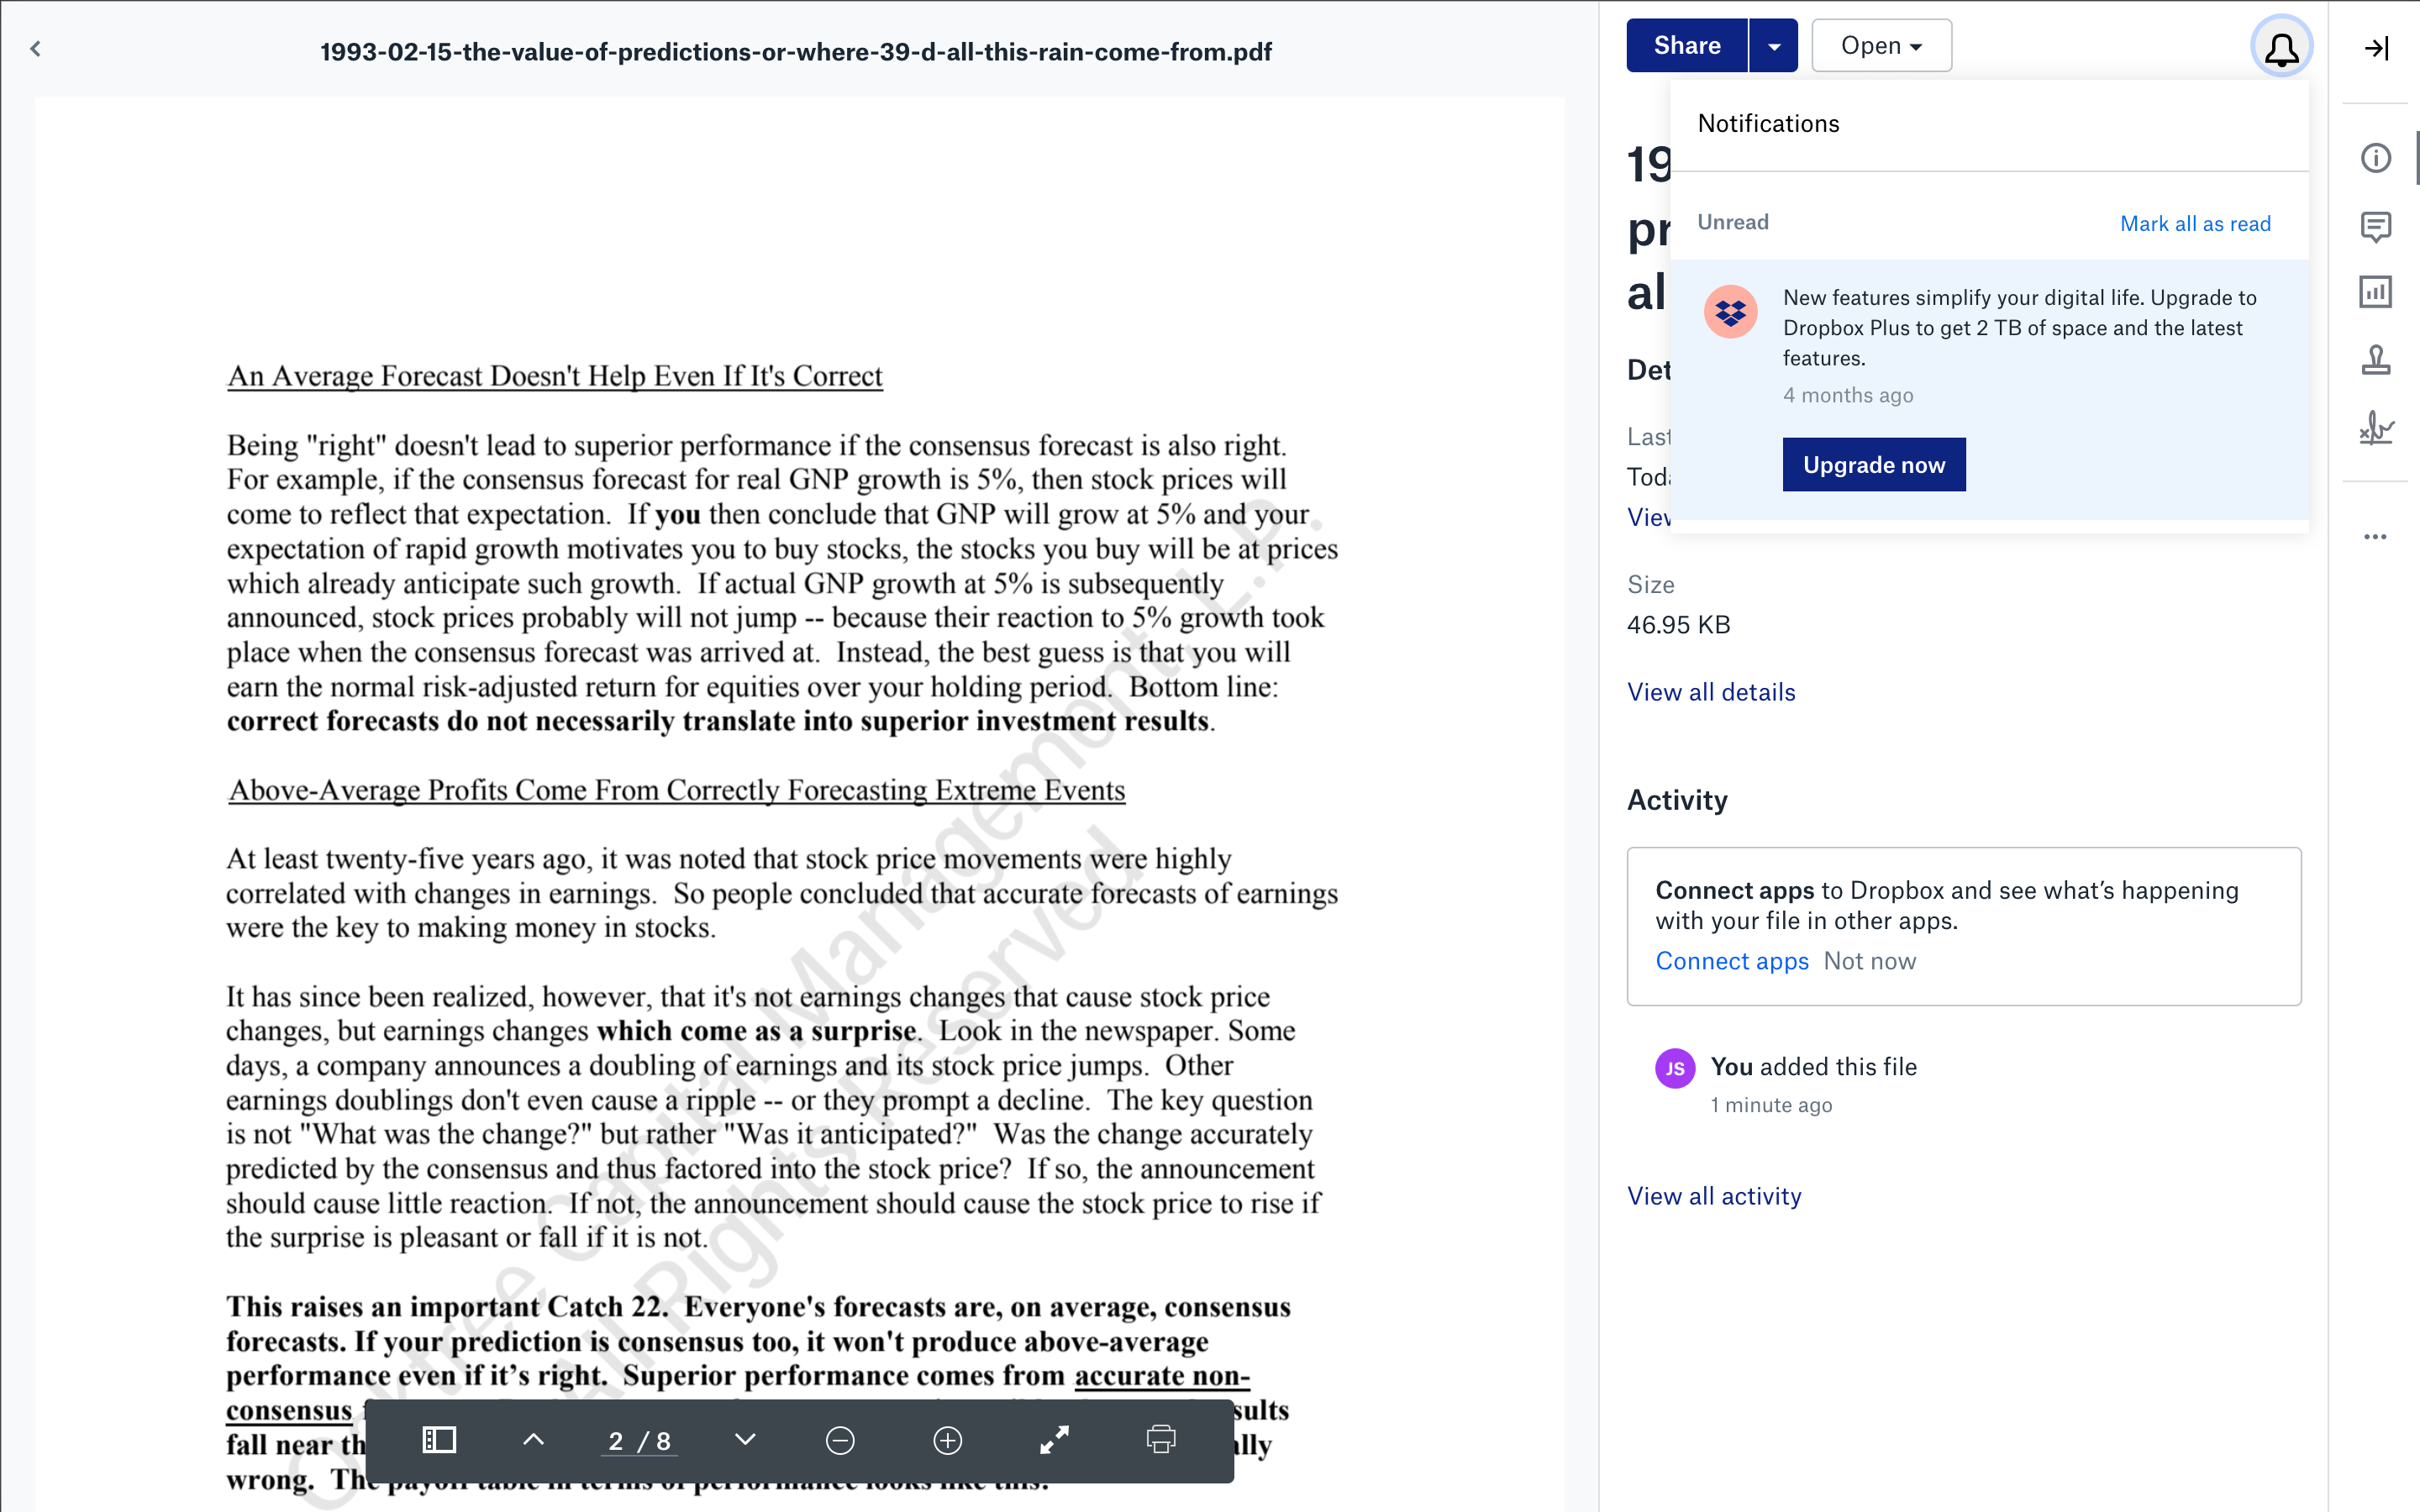 1993-02-15-the-value-of-predictions-or-where-39-d-all-this-rain-come-from.pdf
An Average Forecast Doesn't Help Even If It's Correct
Being "right" doesn't lead to superior performance if the consensus forecast is also right.
For example, if the consensus forecast for real GNP growth is 5%, then stock prices will
come to reflect that expectation.  If you then conclude that GNP will grow at 5% and your
expectation of rapid growth motivates you to buy stocks, the stocks you buy will be at prices
which already anticipate such growth.  If actual GNP growth at 5% is subsequently
announced, stock prices probably will not jump -- because their reaction to 5% growth took
place when the consensus forecast was arrived at.  Instead, the best guess is that you will
earn the normal risk-adjusted return for equities over your holding period.  Bottom line:
correct forecasts do not necessarily translate into superior investment results.
Above-Average Profits Come From Correctly Forecasting Extreme Events
At least twenty-five years ago, it was noted that stock price movements were highly
correlated with changes in earnings.  So people concluded that accurate forecasts of earnings
were the key to making money in stocks.
It has since been realized, however, that it's not earnings changes that cause stock price
changes, but earnings changes which come as a surprise.  Look in the newspaper. Some
days, a company announces a doubling of earnings and its stock price jumps.  Other
earnings doublings don't even cause a ripple -- or they prompt a decline.  The key question
is not "What was the change?" but rather "Was it anticipated?"  Was the change accurately
predicted by the consensus and thus factored into the stock price?  If so, the announcement
should cause little reaction.  If not, the announcement should cause the stock price to rise if
the surprise is pleasant or fall if it is not.
This raises an important Catch 22.  Everyone's forecasts are, on average, consensus
forecasts. If your prediction is consensus too, it won't produce above-average
performance even if it’s right.  Superior performance comes from accurate non-
consensus
fall near
wrong.  The payoff table in terms of performance looks like this:
Oaktree Capital Management, L.P.
All Rights Reserved
2 / 8
Share
Open
Notifications
Unread
Mark all as read
New features simplify your digital life. Upgrade to
Dropbox Plus to get 2 TB of space and the latest
features.
4 months ago
Upgrade now
Size
46.95 KB
View all details
Activity
Connect apps to Dropbox and see what’s happening
with your file in other apps.
Connect apps Not now
JS
You added this file
1 minute ago
View all activity